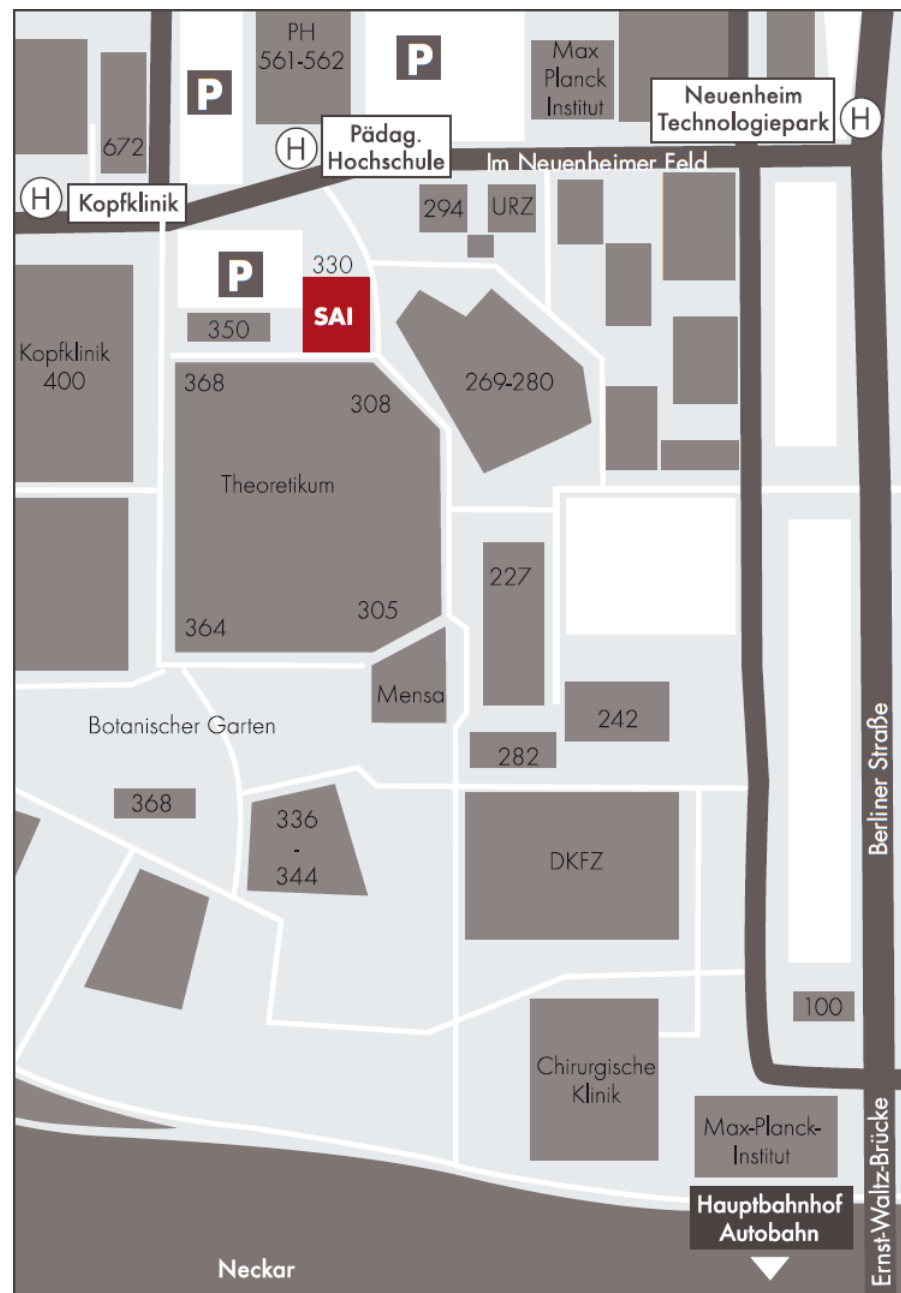 PH
561-562
P
P
Max
Planck
Institut
Neuenheim
Technologiepark
H
672
H
Pädag.
Hochschule
Im Neuenheimer Feld
H
Kopfklinik
294
URZ
P
330
SAI
350
Kopfklinik
400
368
308
269-280
Theoretikum
227
305
364
Mensa
242
282
Botanischer Garten
368
336
-
344
DKFZ
Berliner Straße
100
Chirurgische
Klinik
Max-Planck-
Institut
Ernst-Waltz-Brücke
Hauptbahnhof
Autobahn
Neckar